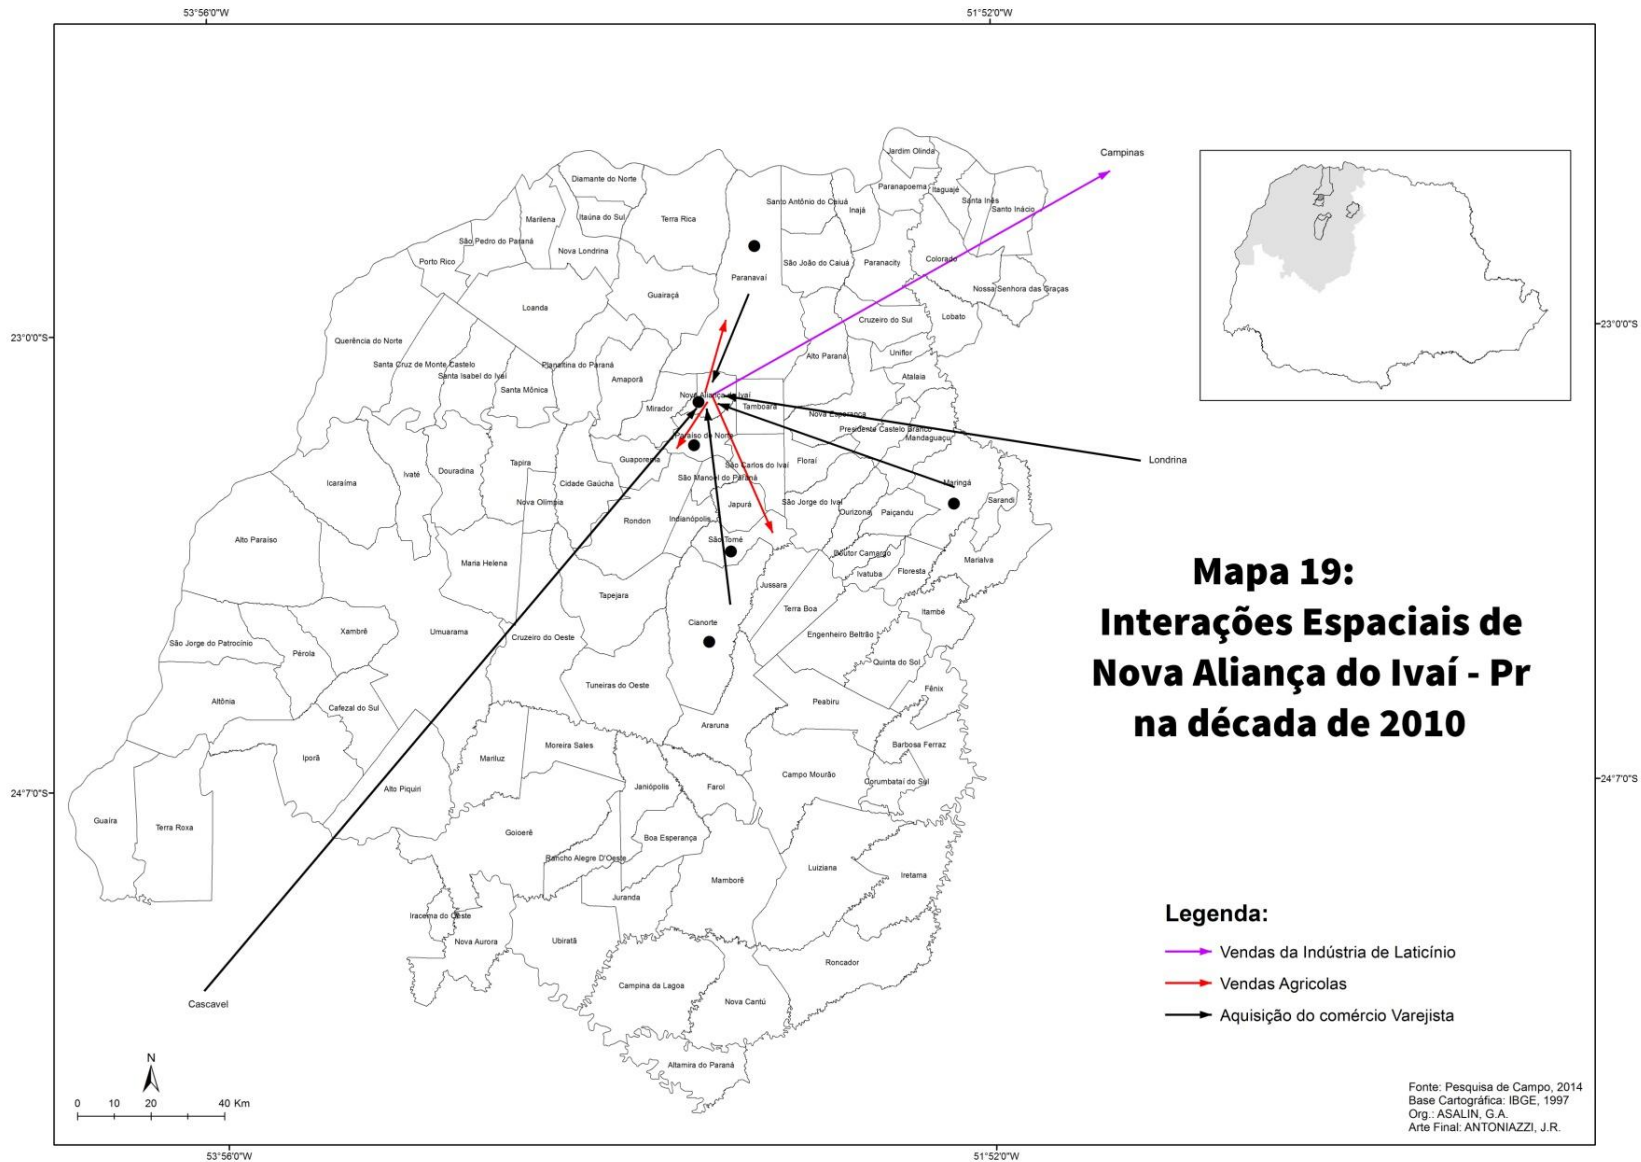 53°56'0"W
51°52'0"W
Campinas
Jardim Olinda
Diamante do Norte
Paranapoema
Itaguajé
Santo Antônio do Caiuá
Santa Inês
Itaúna do Sul
Marilena
Terra Rica
Inajá
Santo Inácio
São Pedro do Paraná
Nova Londrina
Porto Rico
São João do Caiuá
Paranacity
Colorado
Paranavaí
Nossa Senhora das Graças
Guairaçá
Loanda
Cruzeiro do Sul
Lobato
23°0'0"S
23°0'0"S
Querência do Norte
Uniflor
Alto Paraná
Santa Cruz de Monte Castelo
Planaltina do Paraná
Santa Isabel do Ivaí
Amaporã
Atalaia
Santa Mônica
Nova Aliança do Ivaí
Mirador
Tamboara
Nova Esperança
Presidente Castelo Branco
Paraíso do Norte
Mandaguaçu
Guaporema
Londrina
Tapira
Floraí
São Carlos do Ivaí
Douradina
Ivaté
São Manoel do Paraná
Icaraíma
Cidade Gaúcha
Maringá
Nova Olímpia
Japurá
São Jorge do Ivaí
Sarandi
Ourizona
Paiçandu
Rondon
Indianópolis
Alto Paraíso
São Tomé
Doutor Camargo
Maria Helena
Marialva
Ivatuba
Floresta
Mapa 19:
Jussara
Tapejara
Terra Boa
Itambé
Interações Espaciais de
Cianorte
Xambrê
Umuarama
Engenheiro Beltrão
Cruzeiro do Oeste
São Jorge do Patrocínio
Pérola
Quinta do Sol
Nova Aliança do Ivaí - Pr
Tuneiras do Oeste
Fênix
Altônia
Peabiru
Cafezal do Sul
na década de 2010
Araruna
Moreira Sales
Barbosa Ferraz
Iporã
Mariluz
Campo Mourão
Corumbataí do Sul
Janiópolis
Farol
Alto Piquiri
24°7'0"S
24°7'0"S
Guaíra
Terra Roxa
Goioerê
Boa Esperança
Rancho Alegre D'Oeste
Luiziana
Iretama
Mamborê
Juranda
Legenda:
Iracema do Oeste
Nova Aurora
Ubiratã
Vendas da Indústria de Laticínio
Roncador
Vendas Agricolas
Campina da Lagoa
Nova Cantú
Cascavel
Aquisição do comércio Varejista
N
Altamira do Paraná
0 10 20 40 Km
Fonte: Pesquisa de Campo, 2014
Base Cartográfica: IBGE, 1997
Org.: ASALIN, G.A.
Arte Final: ANTONIAZZI, J.R.
53°56'0"W
51°52'0"W